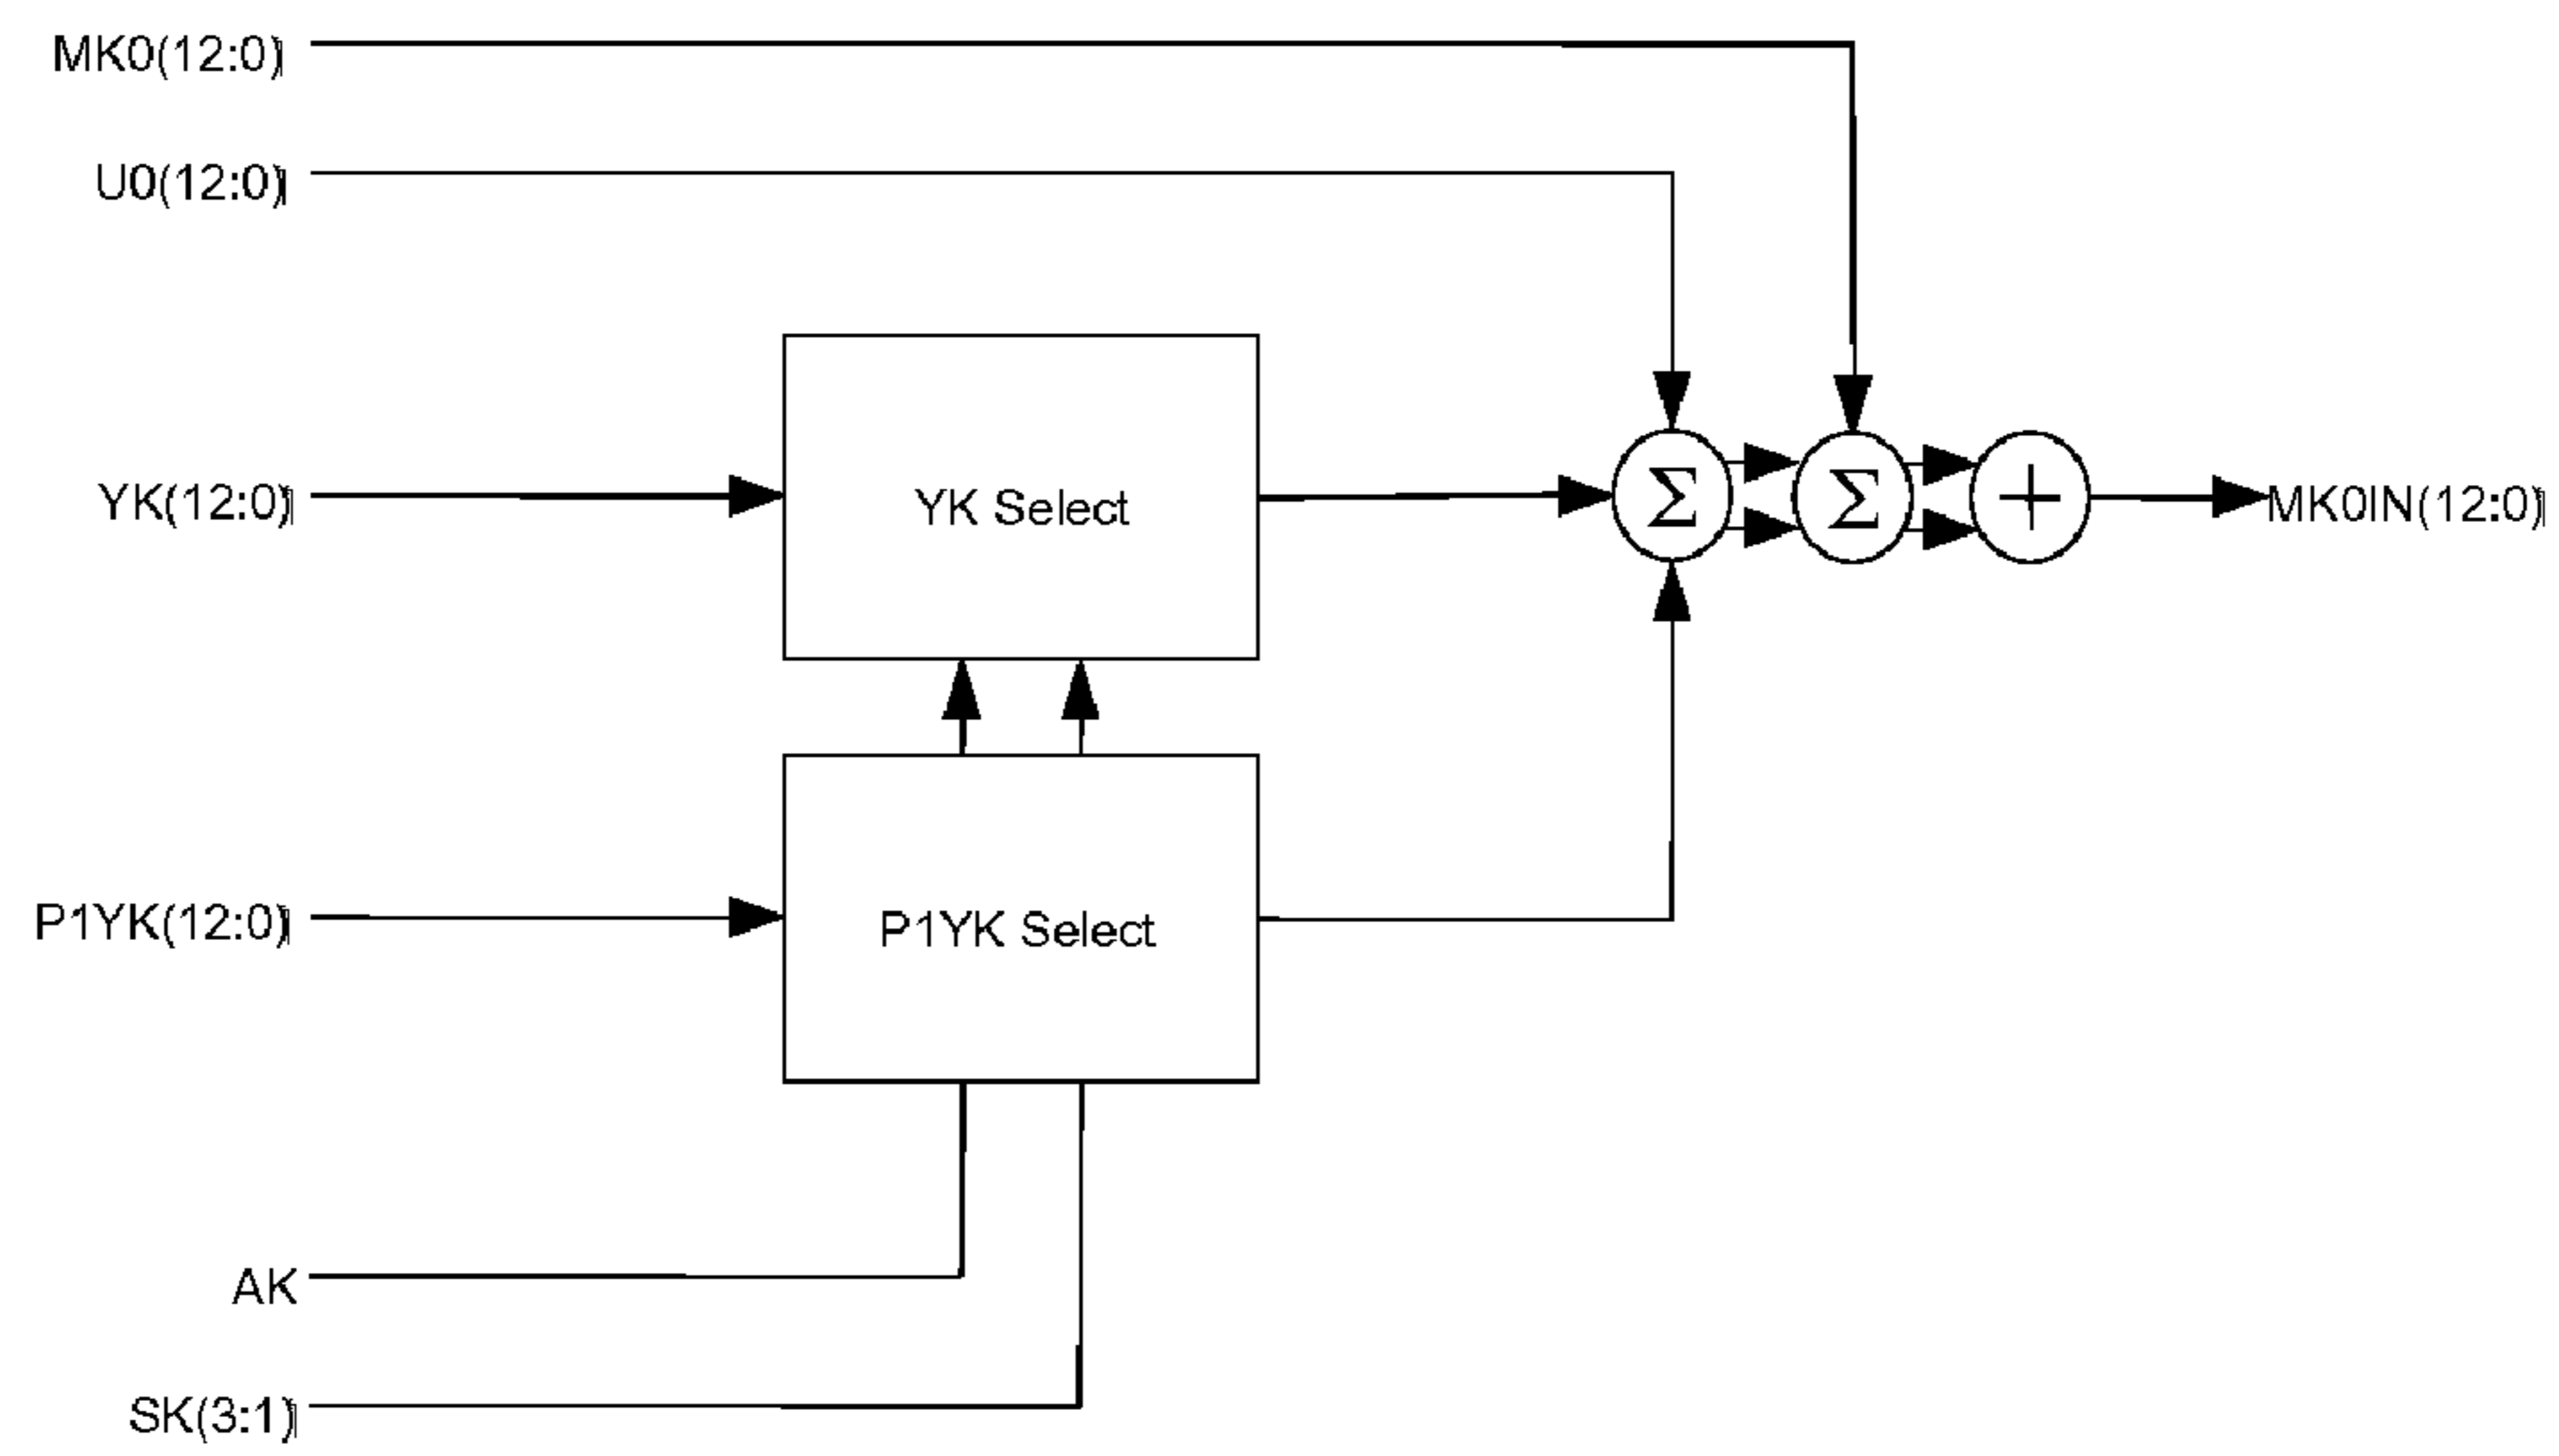 MK0(12:0)
U0(12:0)
YK(12:0)
YK Select
Σ
Σ
+
MK0IN(12:0)
P1YK(12:0)
P1YK Select
AK
SK(3:1)